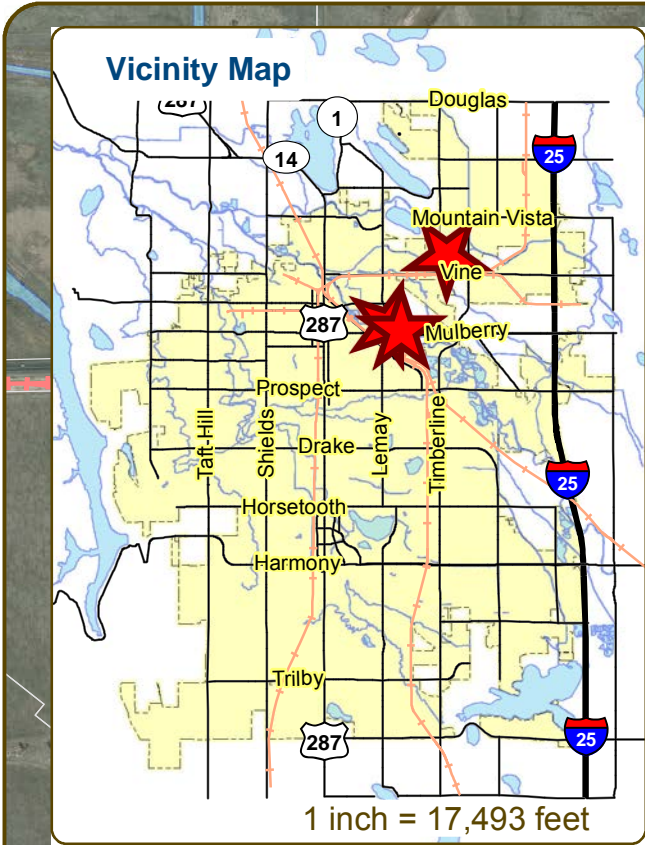 Vicinity Map
287
Douglas
1
14
25
Mountain-Vista
Vine
287
Mulberry
Prospect
Taft-Hill
Shields
Drake
Lemay
Timberline
25
Horsetooth
Harmony
Trilby
287
25
1 inch = 17,493 feet